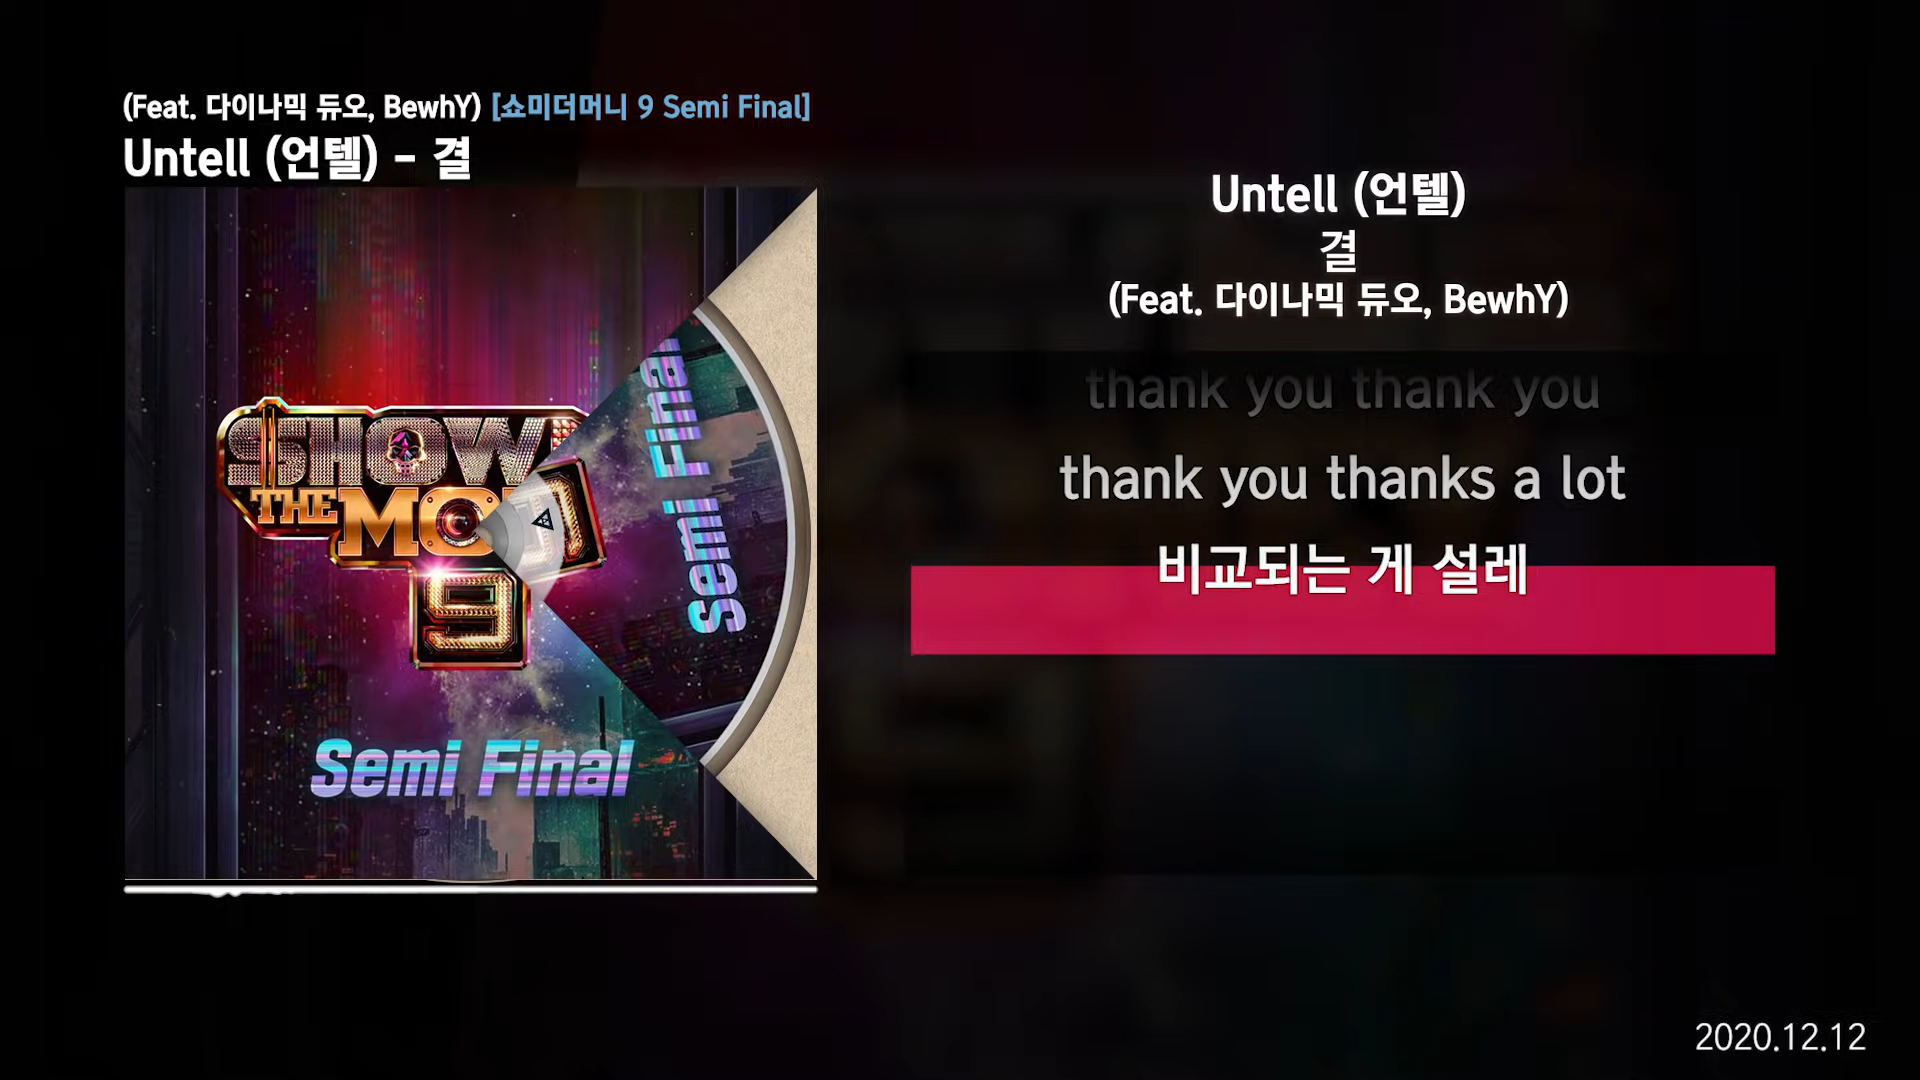 (Feat. 다이나믹 듀오, BewhY) [쇼미더머니 9 Semi Final]
Untell (언텔) - 결
SHOW
THE MO
9
Semi Final
Semi Final
Untell (언텔)
결
(Feat. 다이나믹 듀오, BewhY)
thank you thank you
thank you thanks a lot
비교되는 게 설레
2020.12.12